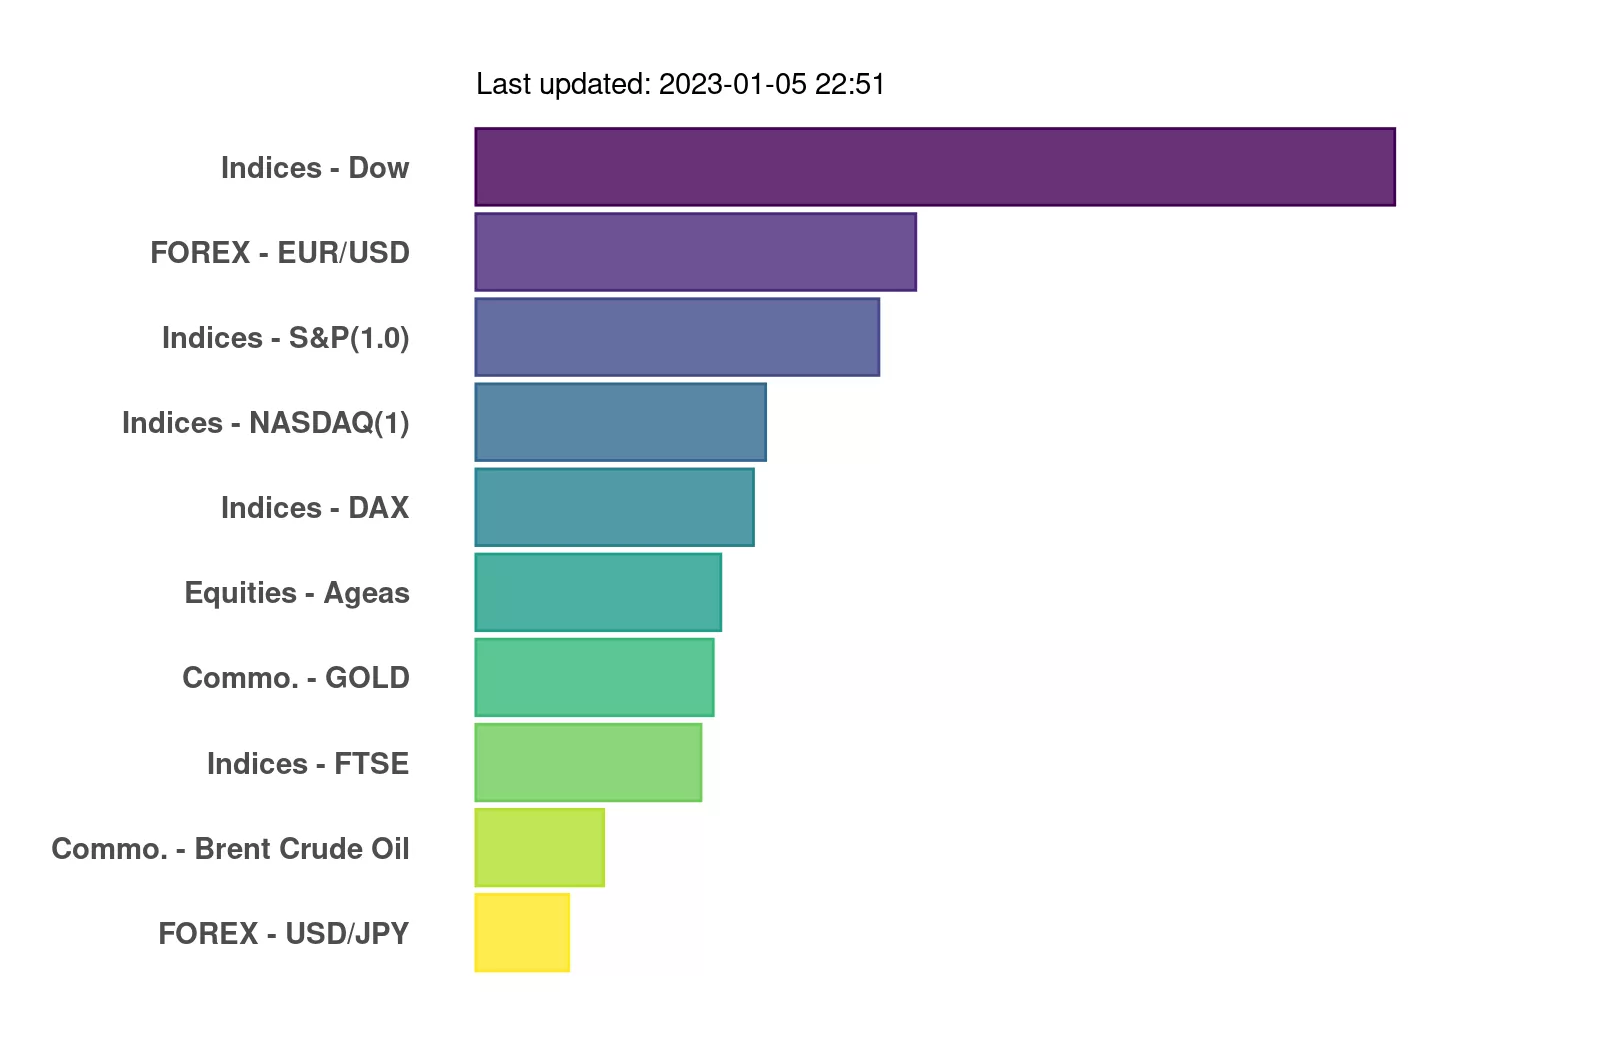 Last updated: 2023-01-05 22:51
Indices - Dow
FOREX - EUR/USD
Indices - S&P(1.0)
Indices - NASDAQ(1)
Indices - DAX
Equities - Ageas
Commo. - GOLD
Indices - FTSE
Commo. - Brent Crude Oil
FOREX - USD/JPY